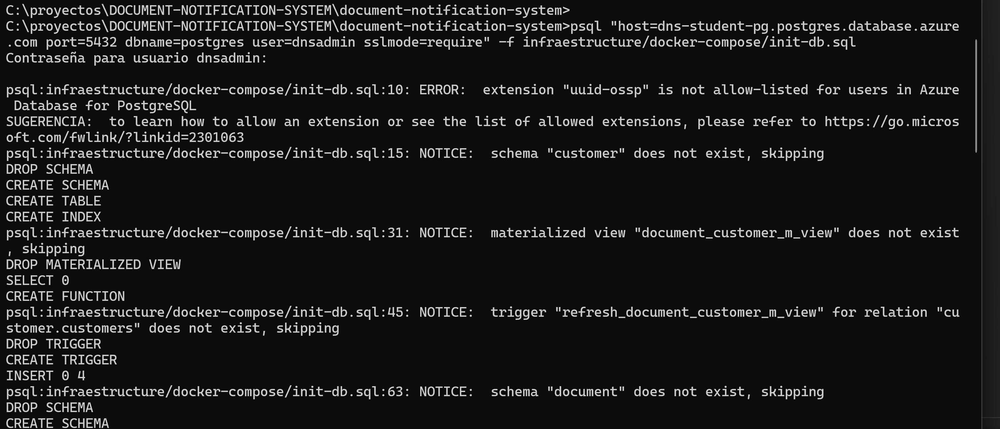 C:\proyectos\DOCUMENT-NOTIFICATION-SYSTEM\document-notification-system>
C:\proyectos\DOCUMENT-NOTIFICATION-SYSTEM\document-notification-system>psql "host=dns-student-pg.postgres.database.azure
.com port=5432 dbname=postgres user=dnsadmin sslmode=require" -f infraestructure/docker-compose/init-db.sql
Contraseña para usuario dnsadmin:
psql:infraestructure/docker-compose/init-db.sql:10: ERROR:  extension "uuid-ossp" is not allow-listed for users in Azure
 Database for PostgreSQL
SUGERENCIA:  to learn how to allow an extension or see the list of allowed extensions, please refer to https://go.micros
oft.com/fwlink/?linkid=2301063
psql:infraestructure/docker-compose/init-db.sql:15: NOTICE:  schema "customer" does not exist, skipping
DROP SCHEMA
CREATE SCHEMA
CREATE TABLE
CREATE INDEX
psql:infraestructure/docker-compose/init-db.sql:31: NOTICE:  materialized view "document_customer_m_view" does not exist
, skipping
DROP MATERIALIZED VIEW
SELECT 0
CREATE FUNCTION
psql:infraestructure/docker-compose/init-db.sql:45: NOTICE:  trigger "refresh_document_customer_m_view" for relation "cu
stomer.customers" does not exist, skipping
DROP TRIGGER
CREATE TRIGGER
INSERT 0 4
psql:infraestructure/docker-compose/init-db.sql:63: NOTICE:  schema "document" does not exist, skipping
DROP SCHEMA
CREATE SCHEMA